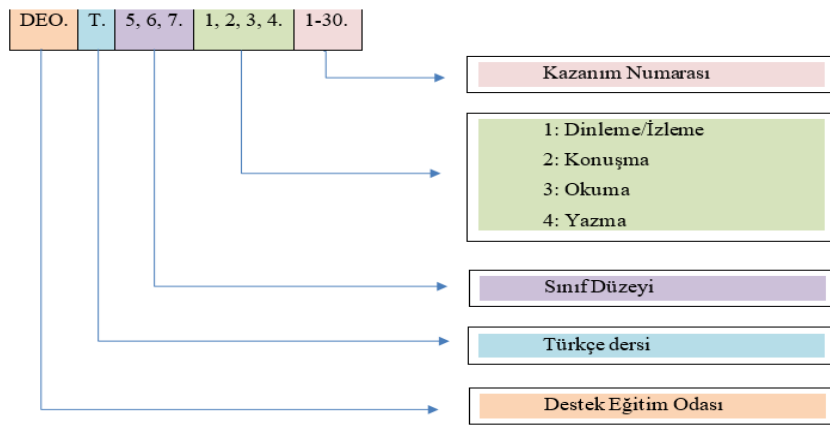 DEO. T. 5, 6, 7. 1, 2, 3, 4. 1-30.
Kazanım Numarası
1: Dinleme/İzleme
2: Konuşma
3: Okuma
4: Yazma
Sınıf Düzeyi
Türkçe dersi
Destek Eğitim Odası